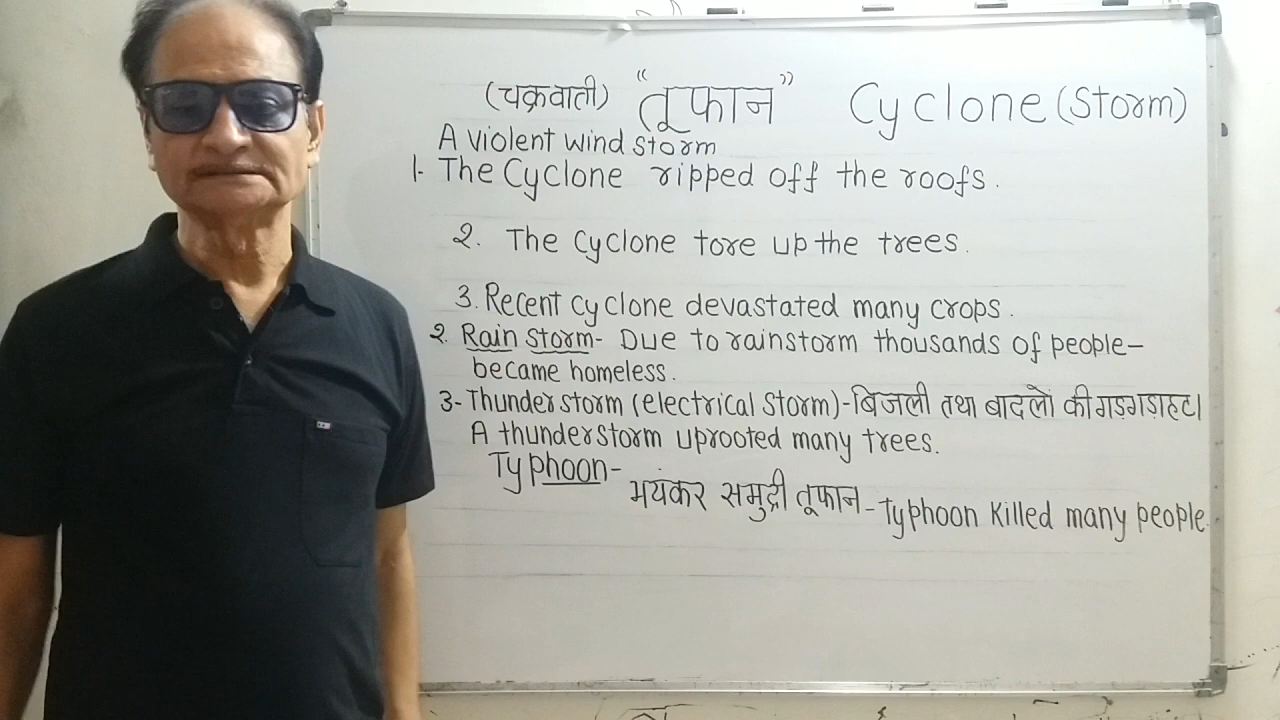 (चक्रवाती) "तूफान" Cyclone (Storm)
A violent wind storm
1. The Cyclone ripped off the roofs.
2. The Cyclone tore up the trees.
3. Recent cyclone devastated many crops.
2. Rain Storm- Due to rainstorm thousands of people-
became homeless.
3- Thunderstorm (electrical Storm)-बिजली तथा बादलों की गड़गड़ाहट।
A thunderstorm uprooted many trees.
Typhoon-
भयंकर समुद्री तूफान-Typhoon Killed many people.